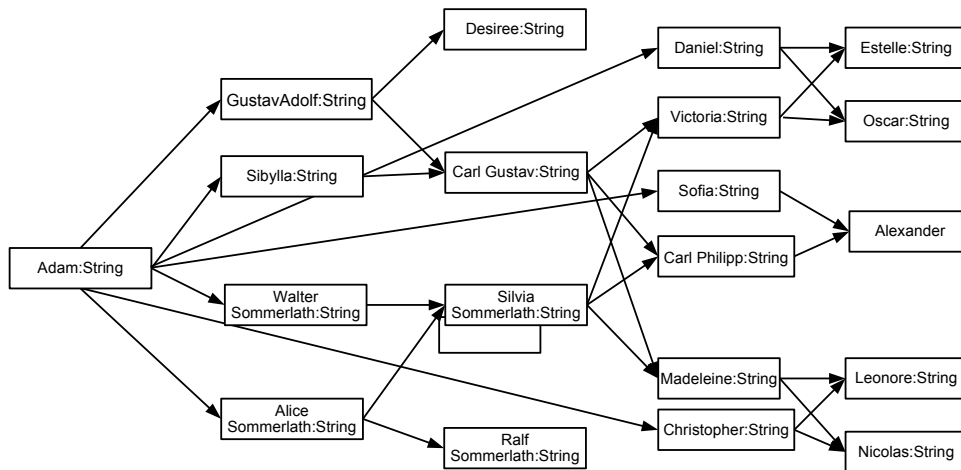 Desiree:String
Daniel:String
Estelle:String
GustavAdolf:String
Victoria:String
Oscar:String
Sibylla:String
Carl Gustav:String
Sofia:String
Alexander
Adam:String
Carl Philipp:String
Walter
Sommerlath:String
Silvia
Sommerlath:String
Madeleine:String
Leonore:String
Alice
Sommerlath:String
Christopher:String
Ralf
Sommerlath:String
Nicolas:String